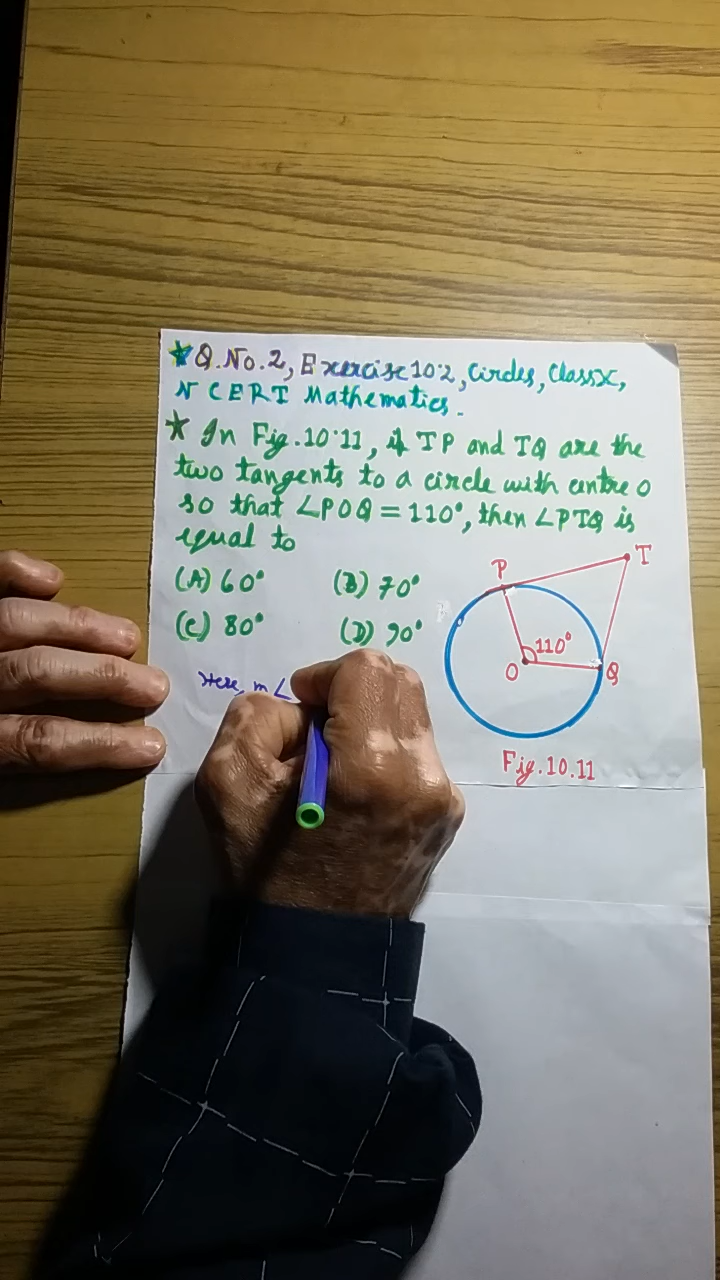 * Q.No.2, Exercise 10.2, Circles, Class X,
NCERT Mathematics.
* In Fig.10.11, if TP and TQ are the
two tangents to a circle with centre O
so that ∠POQ = 110°, then ∠PTQ is
equal to
(A) 60° (B) 70°
(C) 80° (D) 90°
T
P
110°
O Q
Here, m∠
Fig.10.11